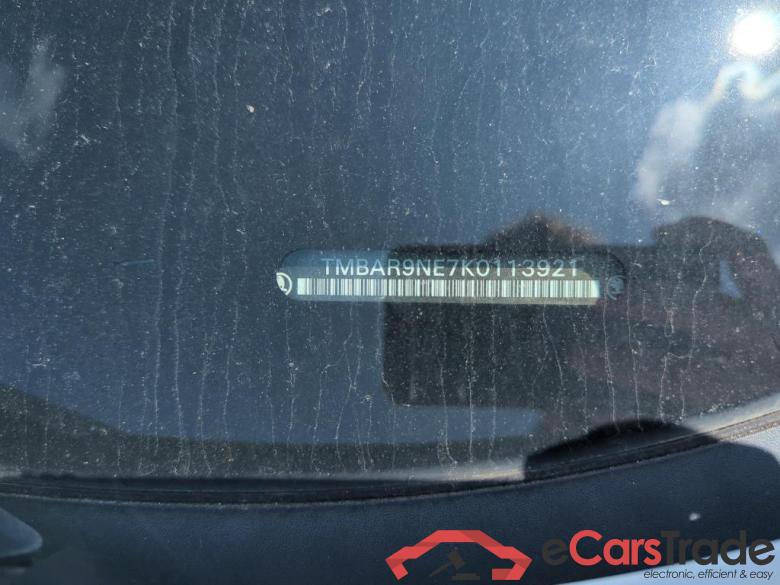 TMBAR9NE7K0113921
eCarsTrade
electronic, efficient & easy